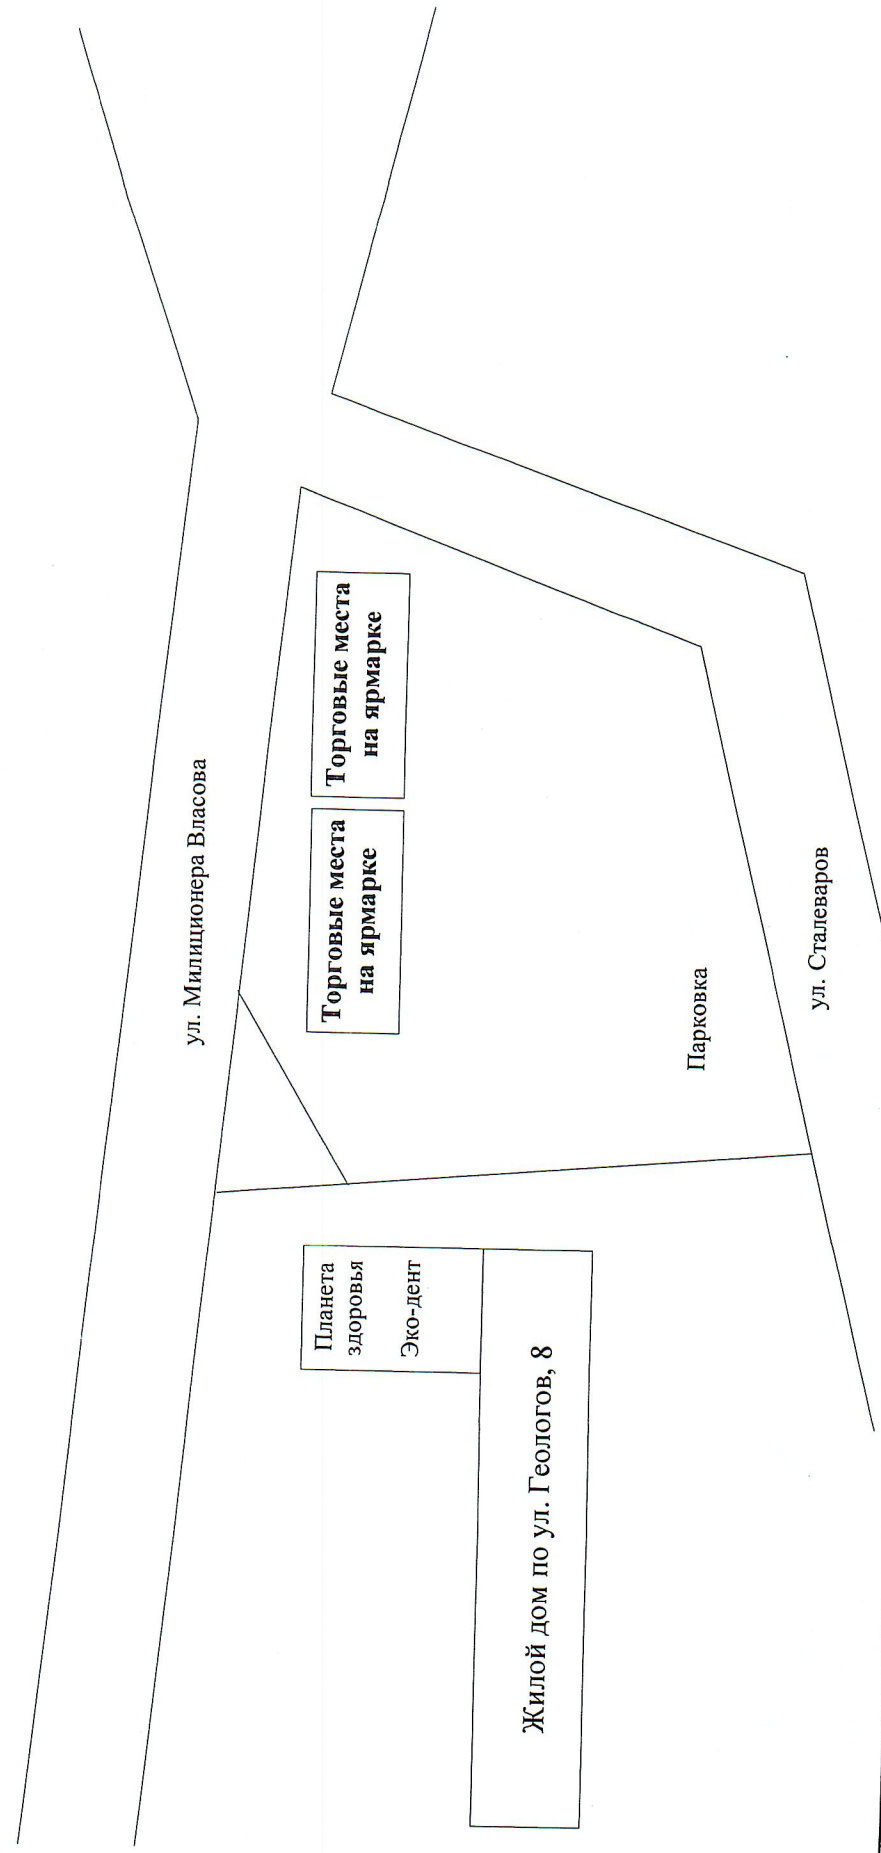 ул. Милиционера Власова
Торговые места
на ярмарке
Торговые места
на ярмарке
Планета
здоровья
Эко-дент
Жилой дом по ул. Геологов, 8
Парковка
ул. Сталеваров